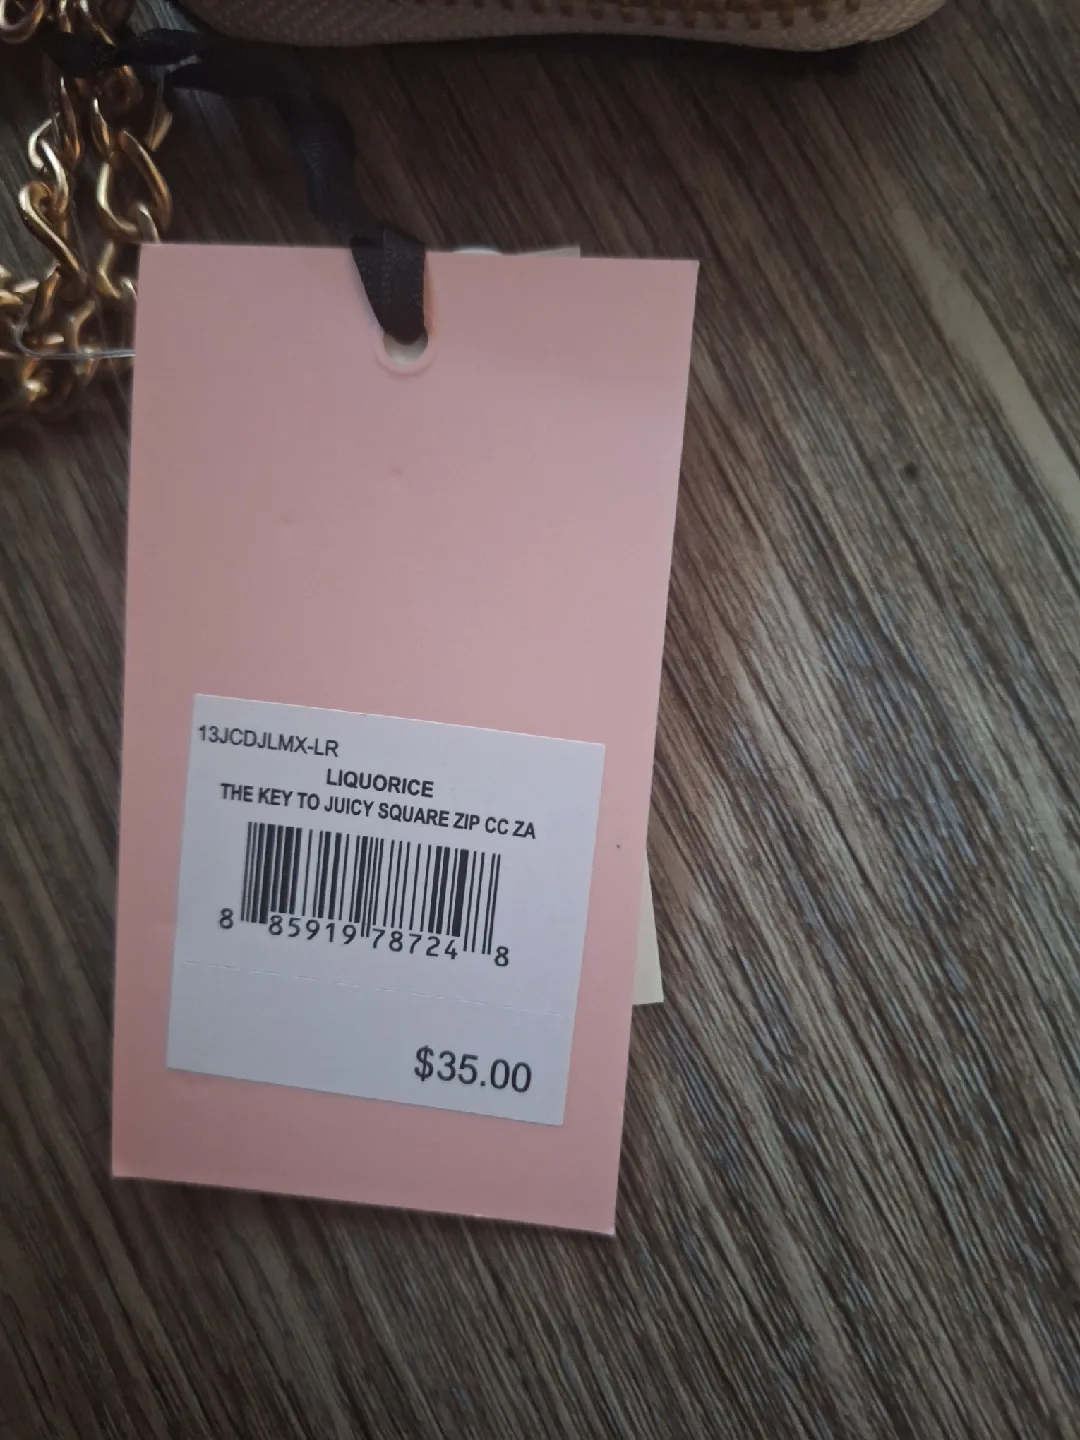 13JCDJLMX-LR
LIQUORICE
THE KEY TO JUICY SQUARE ZIP CC ZA
8 85919 78724 8
$35.00